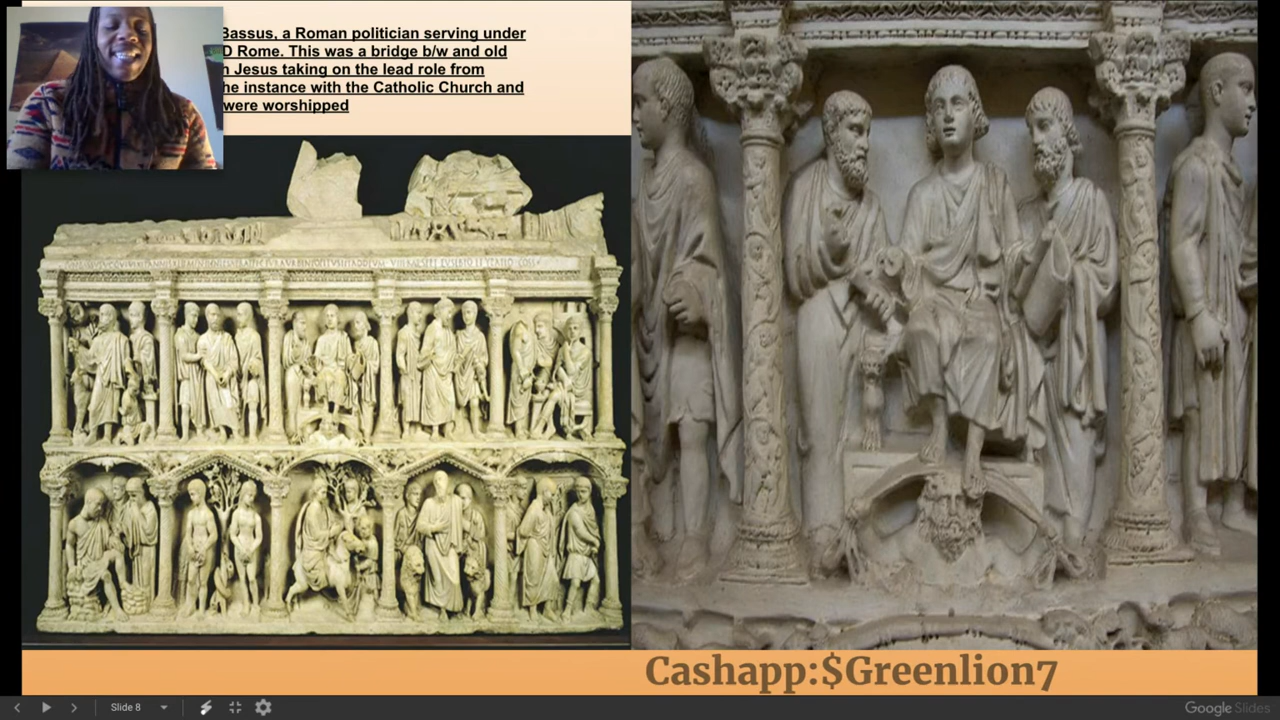 Bassus, a Roman politician serving under
D Rome. This was a bridge b/w and old
n Jesus taking on the lead role from
he instance with the Catholic Church and
were worshipped
Cashapp:$Greenlion7
Slide 8
Google Slides